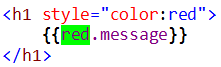 <h1 style="color:red">
    {{red.message}}
</h1>